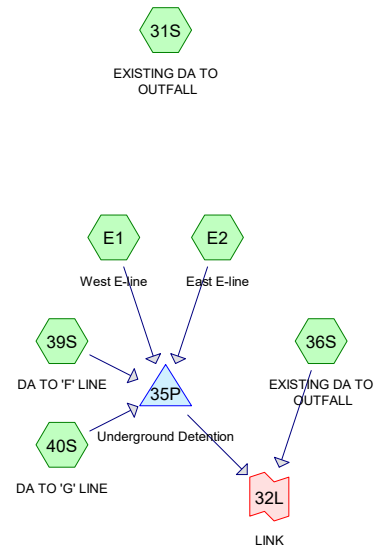 31S
EXISTING DA TO
OUTFALL
E1
E2
West E-line
East E-line
39S
36S
DA TO 'F' LINE
EXISTING DA TO
OUTFALL
35P
40S
Underground Detention
DA TO 'G' LINE
32L
LINK